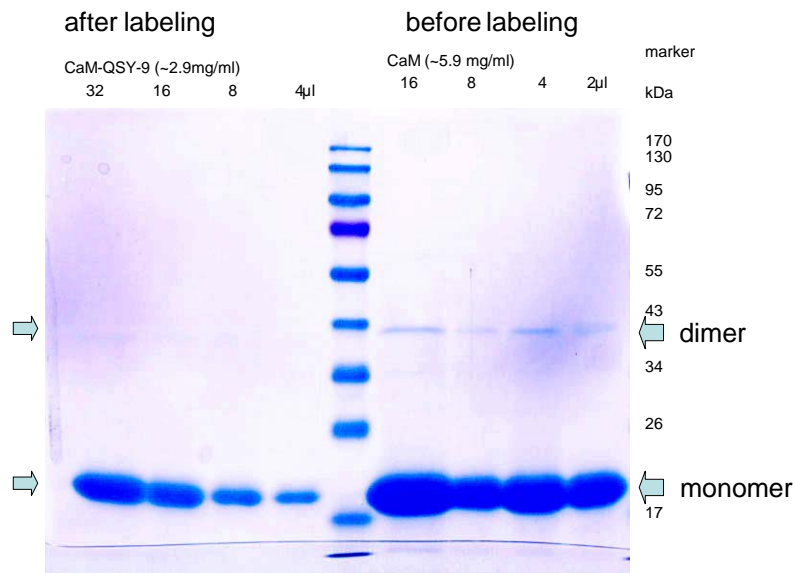 after labeling
before labeling
CaM-QSY-9 (~2.9mg/ml)
CaM (~5.9 mg/ml)
marker
32 16 8 4µl
16 8 4 2µl
kDa
170
130
95
72
55
43
dimer
34
26
monomer
17